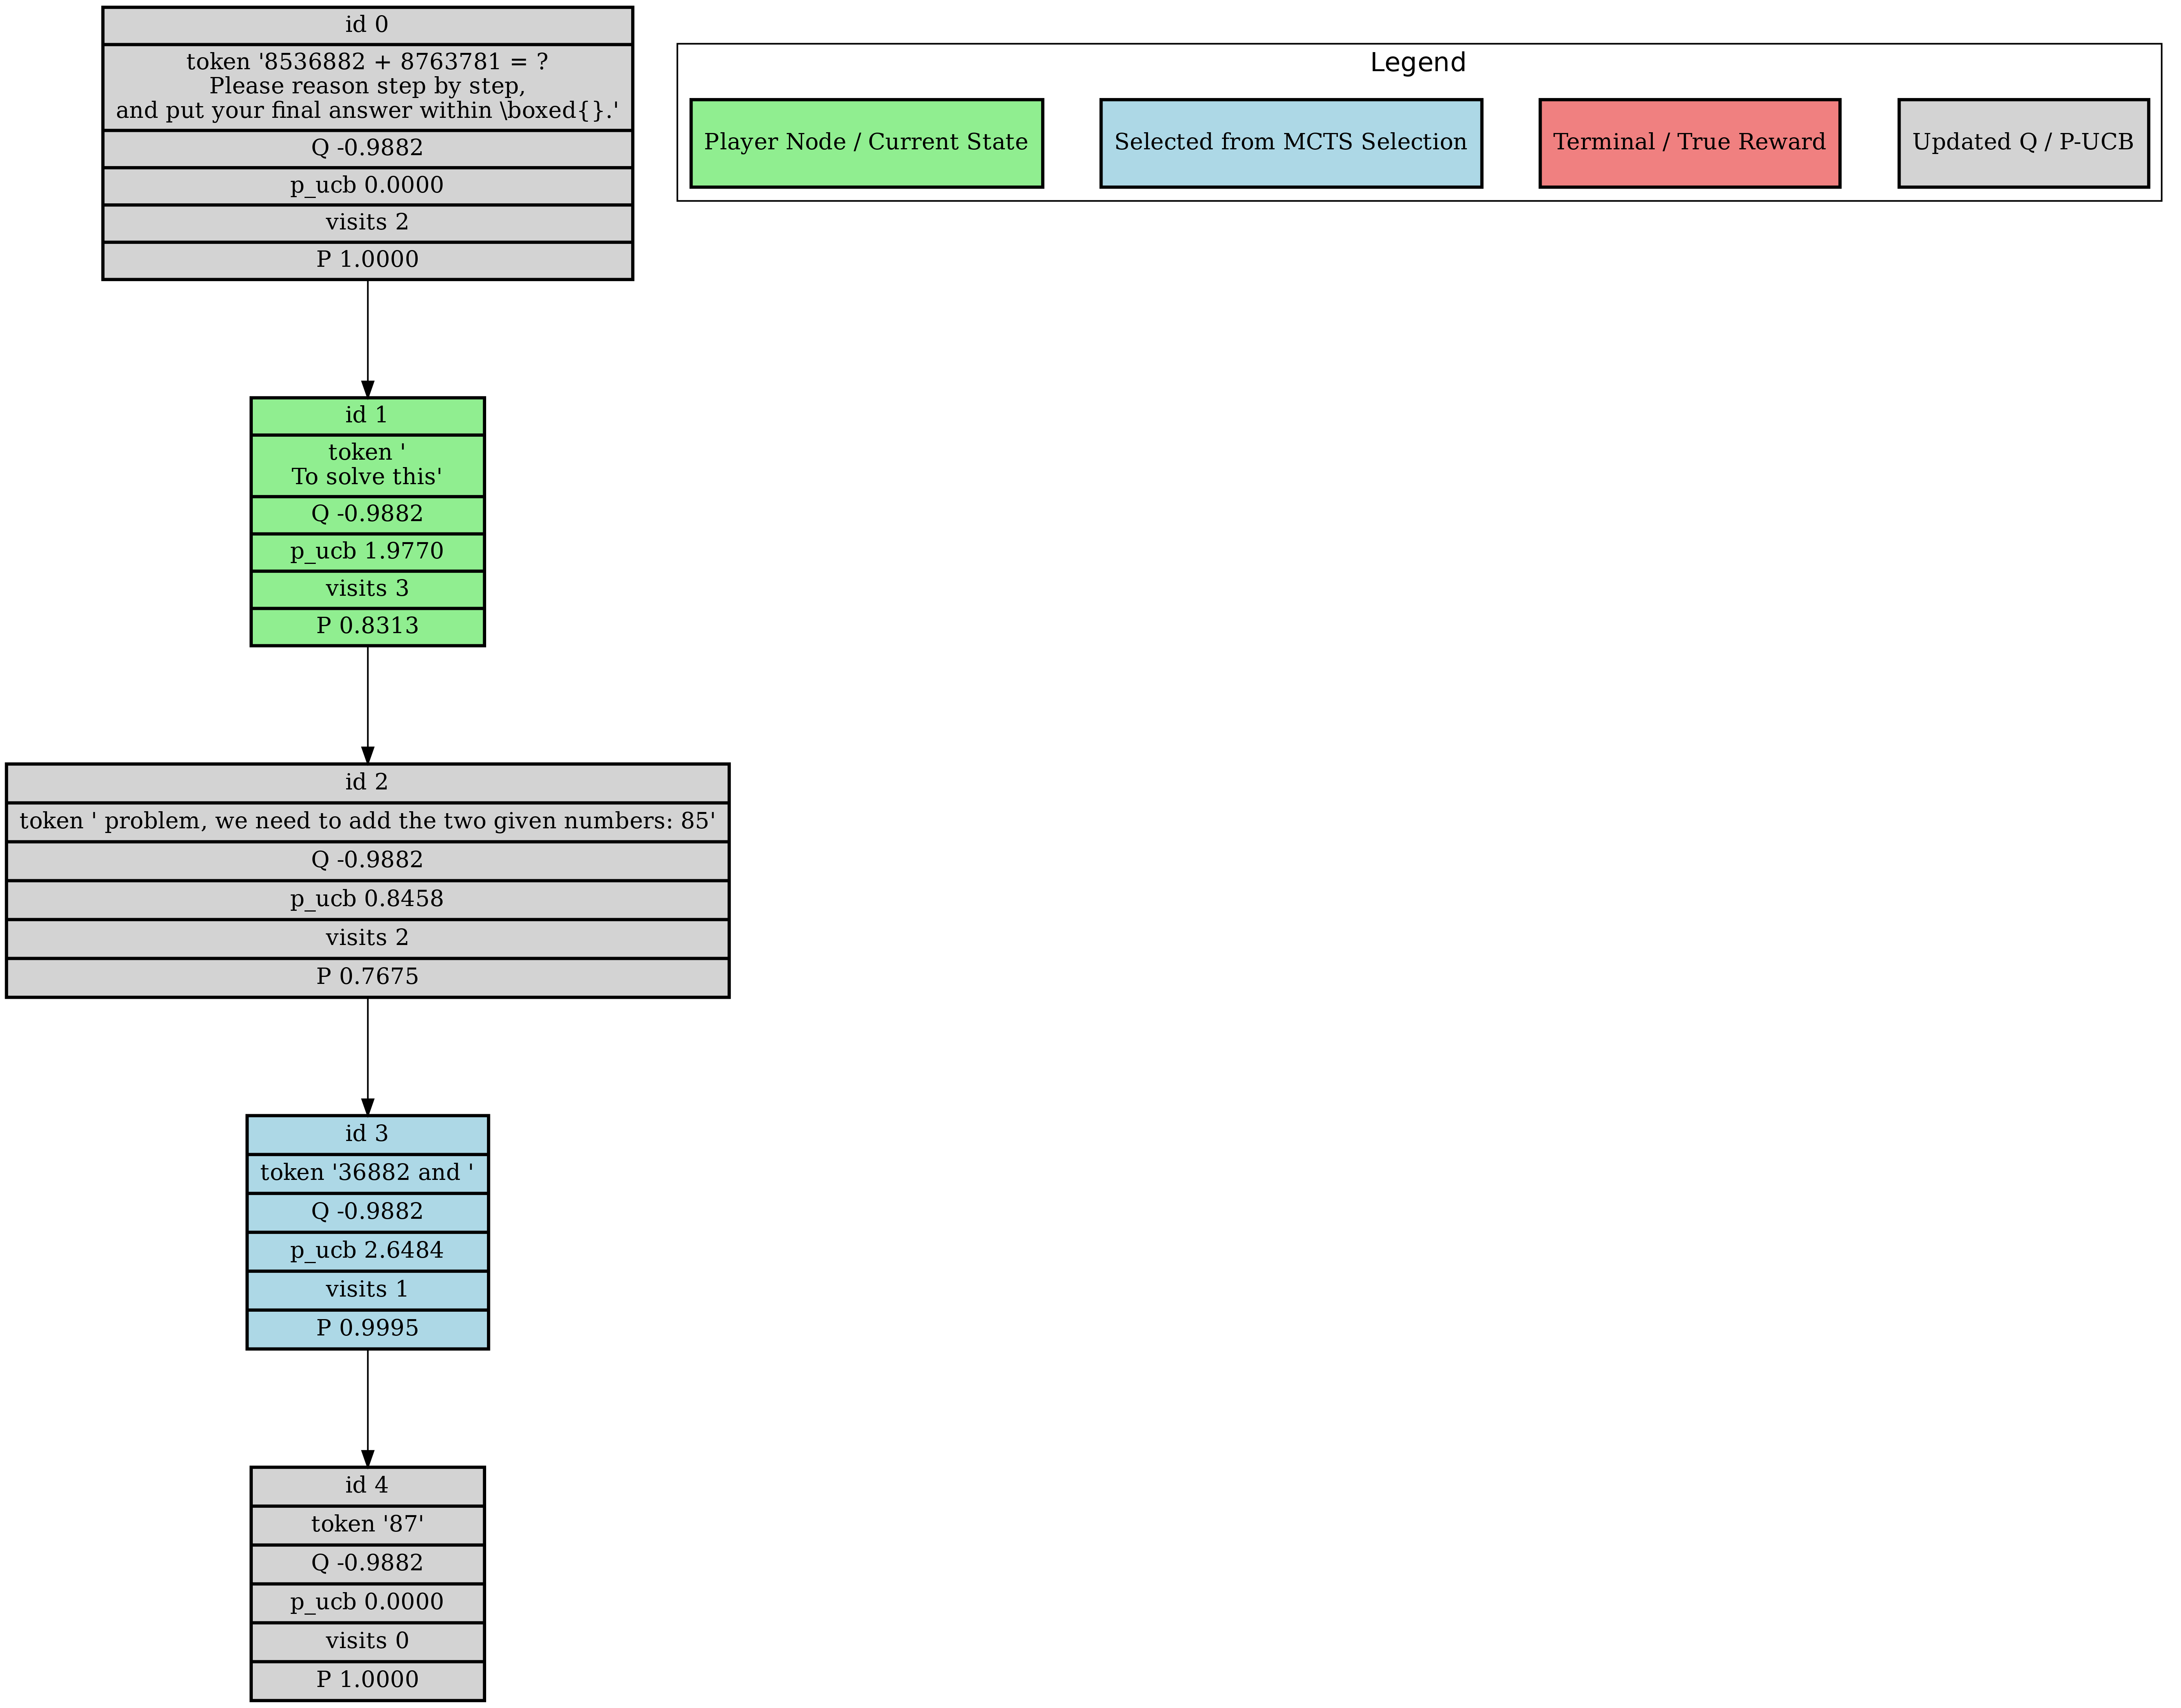 id 0
token '8536882 + 8763781 = ?
Please reason step by step,
and put your final answer within \boxed{}.'
Q -0.9882
p_ucb 0.0000
visits 2
P 1.0000
Legend
Player Node / Current State
Selected from MCTS Selection
Terminal / True Reward
Updated Q / P-UCB
id 1
token '
To solve this'
Q -0.9882
p_ucb 1.9770
visits 3
P 0.8313
id 2
token ' problem, we need to add the two given numbers: 85'
Q -0.9882
p_ucb 0.8458
visits 2
P 0.7675
id 3
token '36882 and '
Q -0.9882
p_ucb 2.6484
visits 1
P 0.9995
id 4
token '87'
Q -0.9882
p_ucb 0.0000
visits 0
P 1.0000